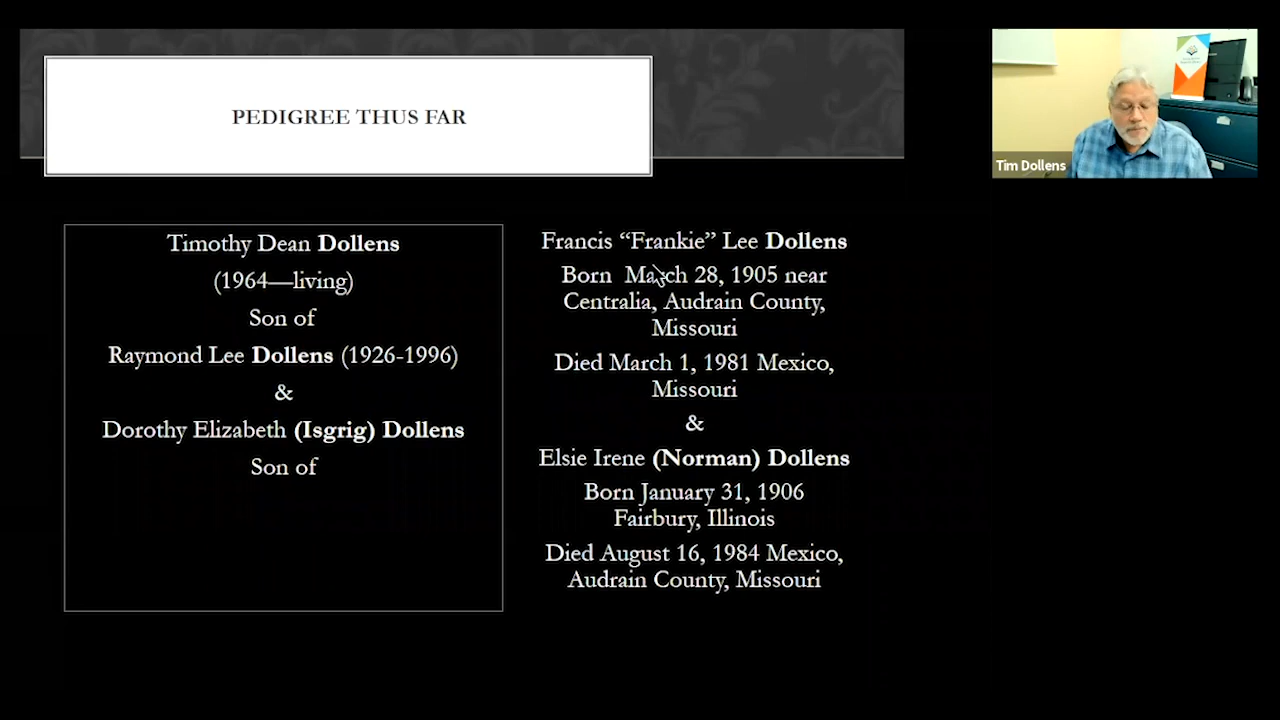 PEDIGREE THUS FAR
Timothy Dean Dollens
(1964—living)
Son of
Raymond Lee Dollens (1926-1996)
&
Dorothy Elizabeth (Isgrig) Dollens
Son of
Francis “Frankie” Lee Dollens
Born  March 28, 1905 near
Centralia, Audrain County,
Missouri
Died March 1, 1981 Mexico,
Missouri
&
Elsie Irene (Norman) Dollens
Born January 31, 1906
Fairbury, Illinois
Died August 16, 1984 Mexico,
Audrain County, Missouri
Tim Dollens